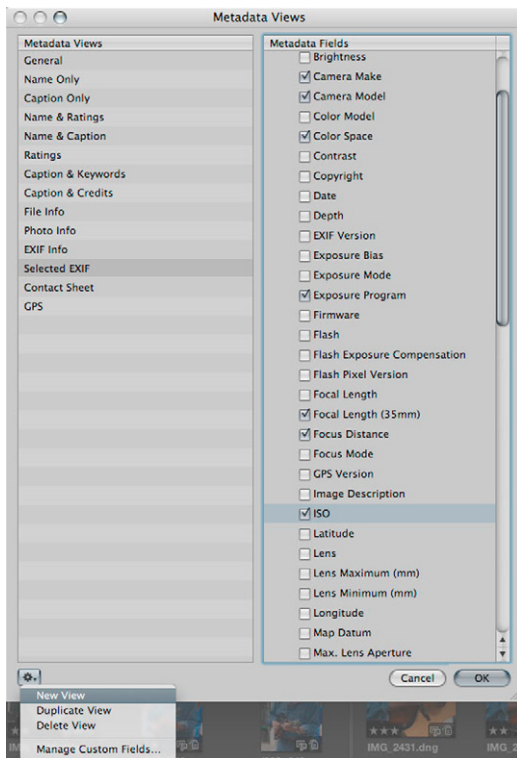 Metadata Views
Metadata Views
General
Name Only
Caption Only
Name & Ratings
Name & Caption
Ratings
Caption & Keywords
Caption & Credits
File Info
Photo Info
EXIF Info
Selected EXIF
Contact Sheet
GPS
Metadata Fields
Brightness
Camera Make
Camera Model
Color Model
Color Space
Contrast
Copyright
Date
Depth
EXIF Version
Exposure Bias
Exposure Mode
Exposure Program
Firmware
Flash
Flash Exposure Compensation
Flash Pixel Version
Focal Length
Focal Length (35mm)
Focus Distance
Focus Mode
GPS Version
Image Description
ISO
Latitude
Lens
Lens Maximum (mm)
Lens Minimum (mm)
Longitude
Map Datum
Max. Lens Aperture
Cancel
OK
New View
Duplicate View
Delete View
Manage Custom Fields...
IMG_2431.dng